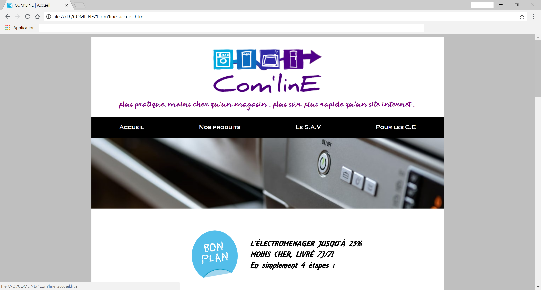 Com'linE
plus pratique, moins cher qu'un magasin, plus sur, plus rapide qu'un site internet.
Accueil Nos produits Le S.A.V Pour les C.E
BON PLAN
L'ÉLECTROMENAGER JUSQU'À 25%
MOINS CHER, LIVRÉ 7J/7!
En simplement 4 étapes :